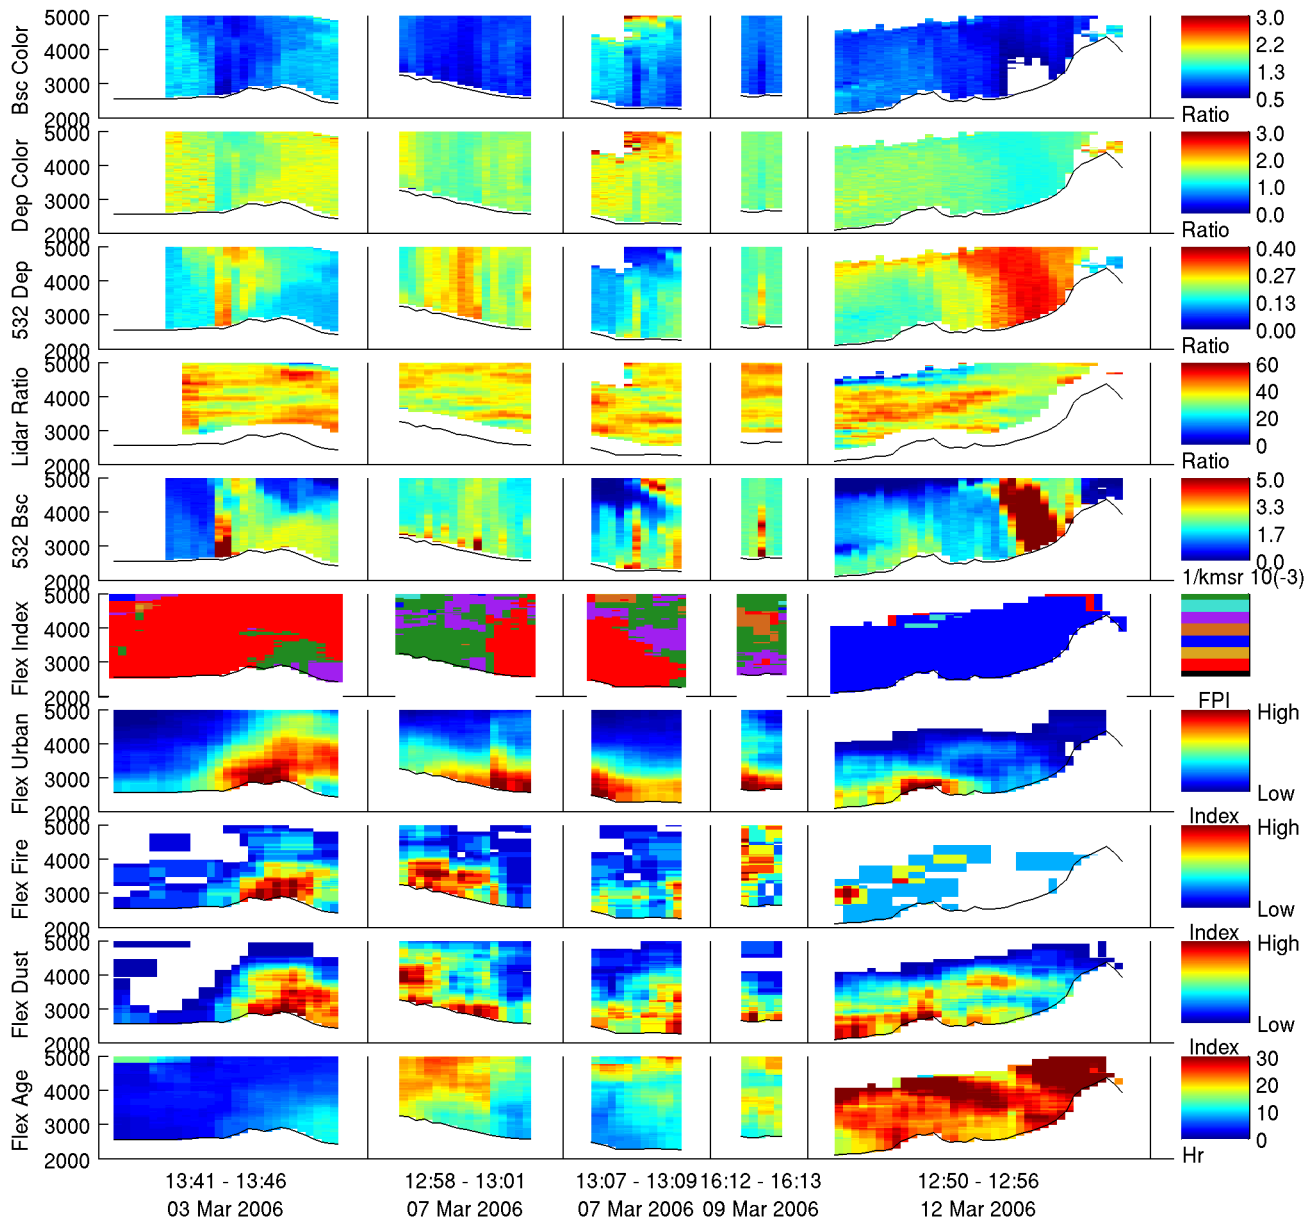 Bsc Color
5000
4000
3000
2000
3.0
2.2
1.3
0.5
Ratio
Dep Color
5000
4000
3000
2000
3.0
2.0
1.0
0.0
Ratio
532 Dep
5000
4000
3000
2000
0.40
0.27
0.13
0.00
Ratio
Lidar Ratio
5000
4000
3000
2000
60
40
20
0
Ratio
532 Bsc
5000
4000
3000
2000
5.0
3.3
1.7
0.0
1/kmsr 10(-3)
Flex Index
5000
4000
3000
2000
FPI
Flex Urban
5000
4000
3000
2000
High
Low
Index
Flex Fire
5000
4000
3000
2000
High
Low
Index
Flex Dust
5000
4000
3000
2000
High
Low
Index
Flex Age
5000
4000
3000
2000
30
20
10
0
Hr
13:41 - 13:46 12:58 - 13:01 13:07 - 13:09 16:12 - 16:13 12:50 - 12:56
03 Mar 2006 07 Mar 2006 07 Mar 2006 09 Mar 2006 12 Mar 2006